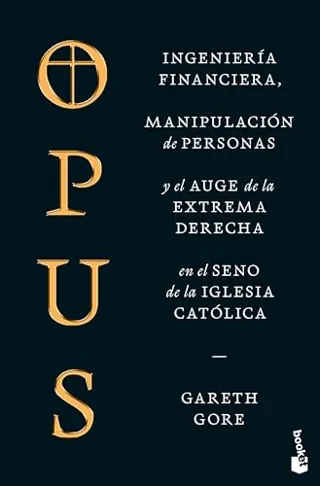 OPUS
INGENIERÍA
FINANCIERA,
MANIPULACIÓN
de PERSONAS
y el AUGE de la
EXTREMA
DERECHA
en el SENO
de la IGLESIA
CATÓLICA
—
GARETH
GORE
booket